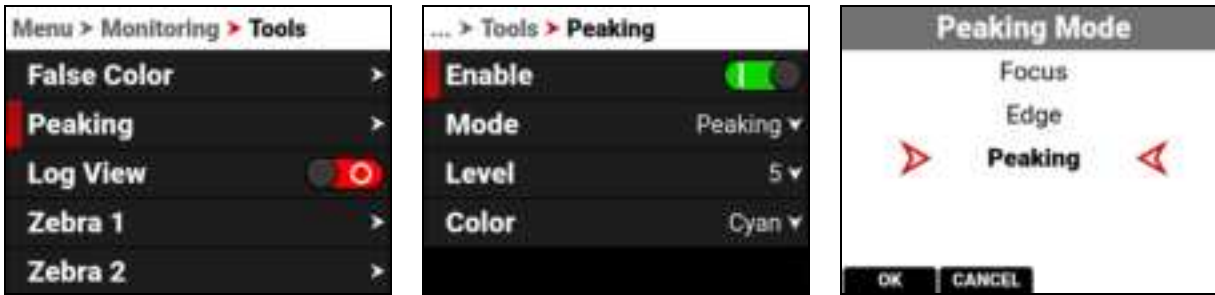 Menu > Monitoring > Tools
False Color >
Peaking >
Log View
Zebra 1 >
Zebra 2 >
... > Tools > Peaking
Enable
Mode Peaking
Level 5
Color Cyan
Peaking Mode
Focus
Edge
Peaking
OK CANCEL